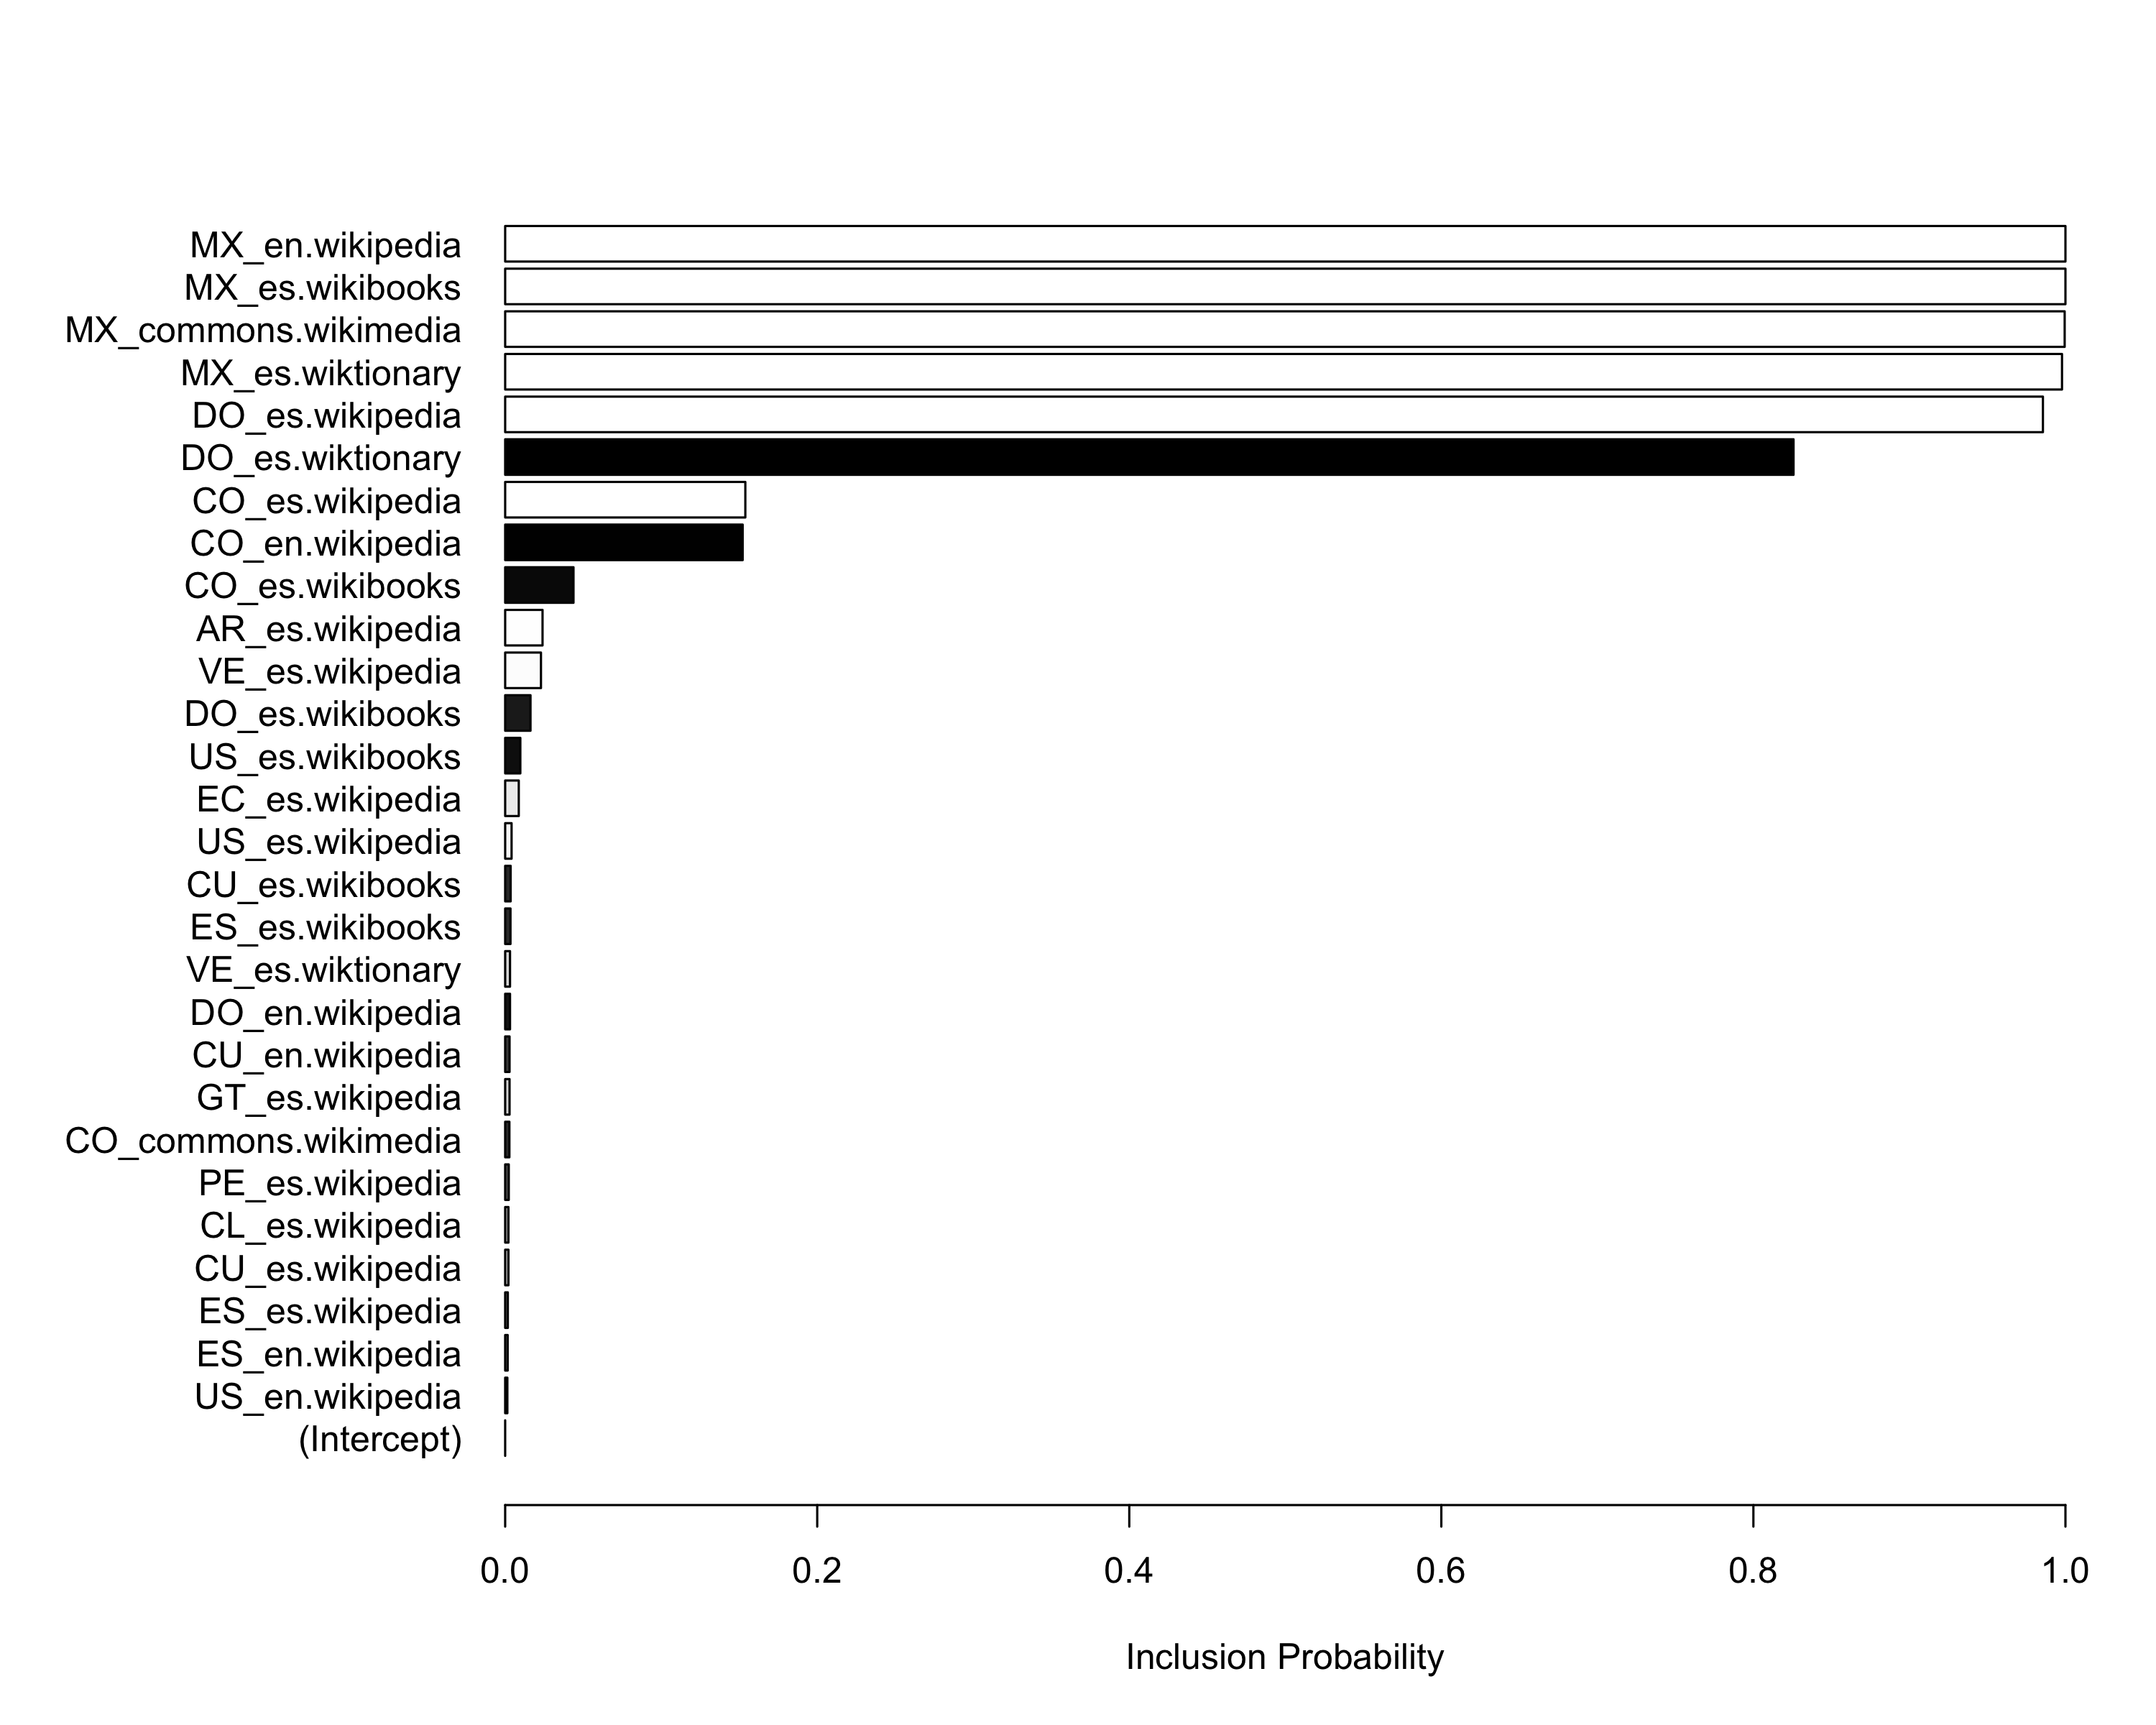 MX_en.wikipedia
MX_es.wikibooks
MX_commons.wikimedia
MX_es.wiktionary
DO_es.wikipedia
DO_es.wiktionary
CO_es.wikipedia
CO_en.wikipedia
CO_es.wikibooks
AR_es.wikipedia
VE_es.wikipedia
DO_es.wikibooks
US_es.wikibooks
EC_es.wikipedia
US_es.wikipedia
CU_es.wikibooks
ES_es.wikibooks
VE_es.wiktionary
DO_en.wikipedia
CU_en.wikipedia
GT_es.wikipedia
CO_commons.wikimedia
PE_es.wikipedia
CL_es.wikipedia
CU_es.wikipedia
ES_es.wikipedia
ES_en.wikipedia
US_en.wikipedia
(Intercept)
0.0 0.2 0.4 0.6 0.8 1.0
Inclusion Probability